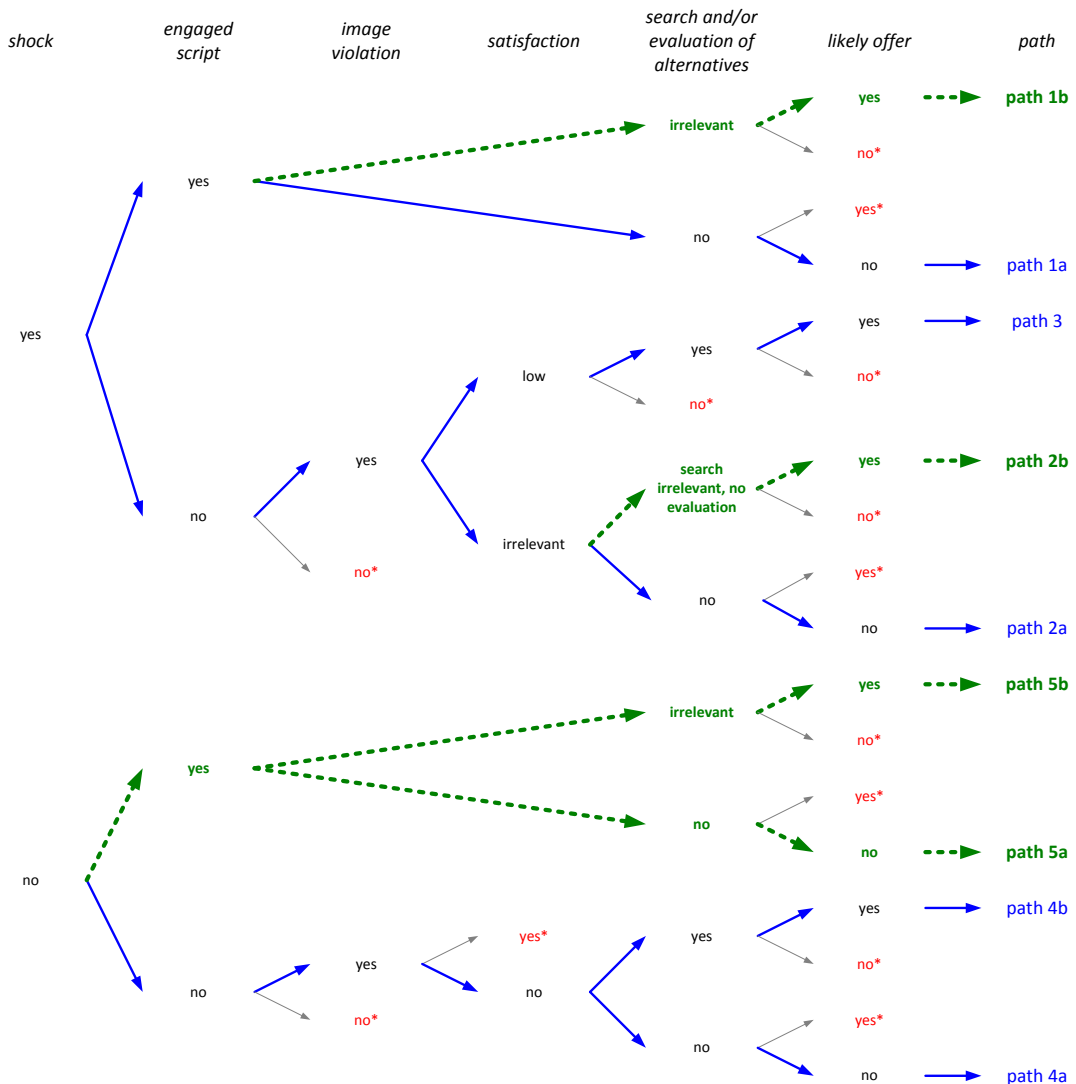 shock
engaged
script
image
violation
satisfaction
search and/or
evaluation of
alternatives
likely offer
path
yes
path 1b
irrelevant
no*
yes
yes*
no
no
path 1a
yes
path 3
yes
yes
low
no*
no*
yes
yes
path 2b
search
irrelevant, no
evaluation
no
no*
irrelevant
no*
yes*
no
no
path 2a
yes
path 5b
irrelevant
no*
yes
yes*
no
no
path 5a
no
yes
path 4b
yes*
yes
yes
no*
no
no
no*
yes*
no
no
path 4a